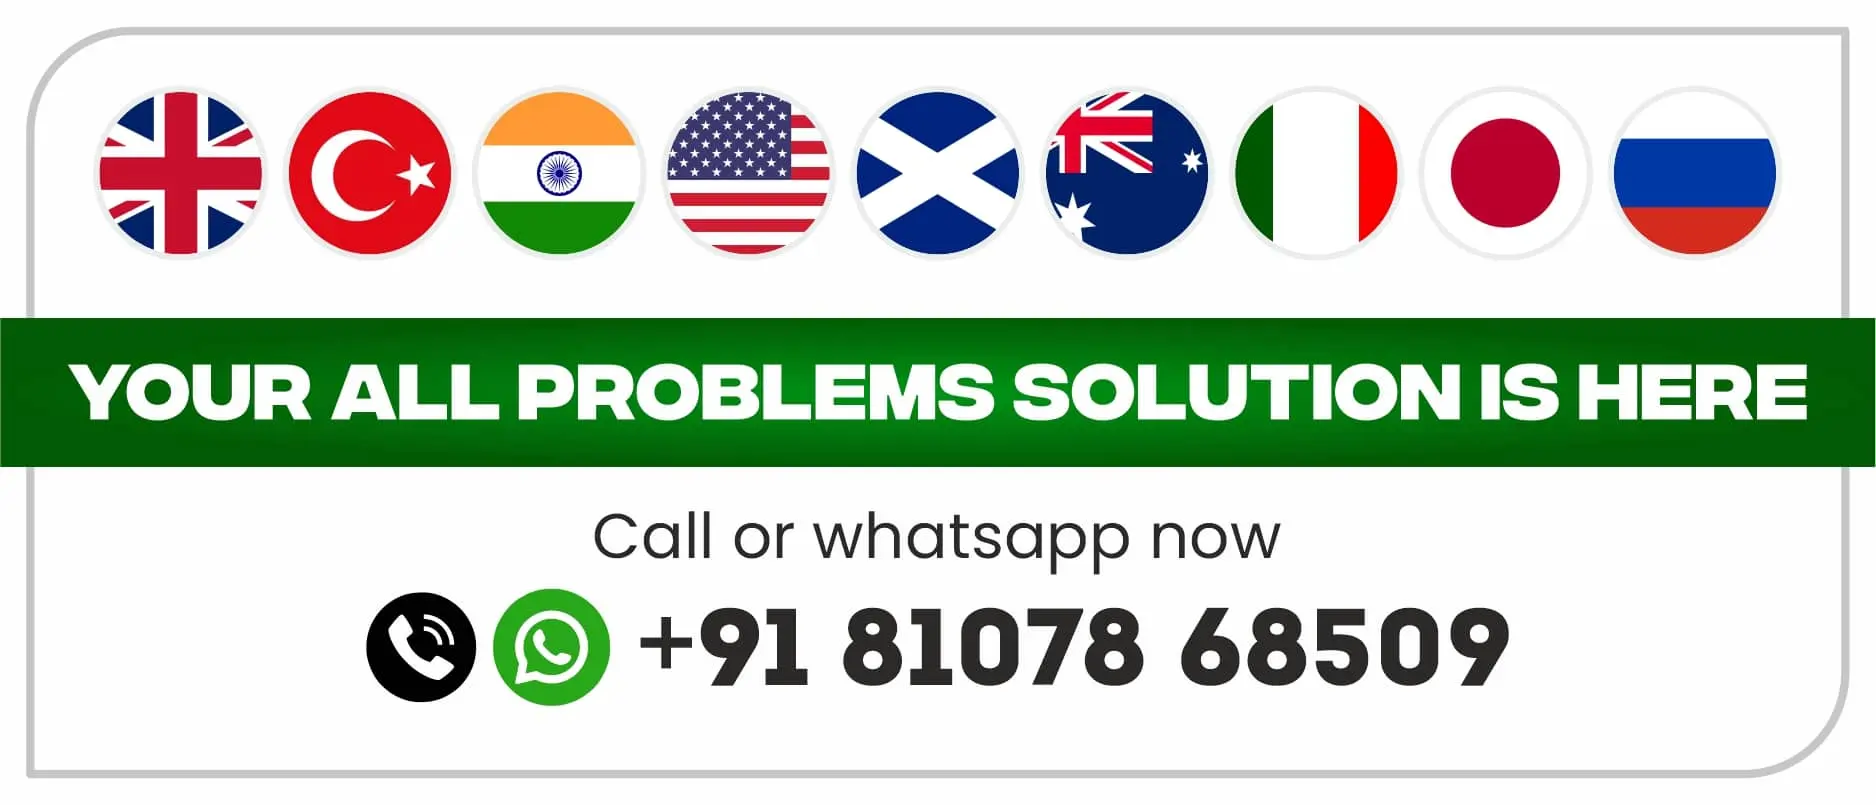 YOUR ALL PROBLEMS SOLUTION IS HERE
Call or whatsapp now
+91 81078 68509